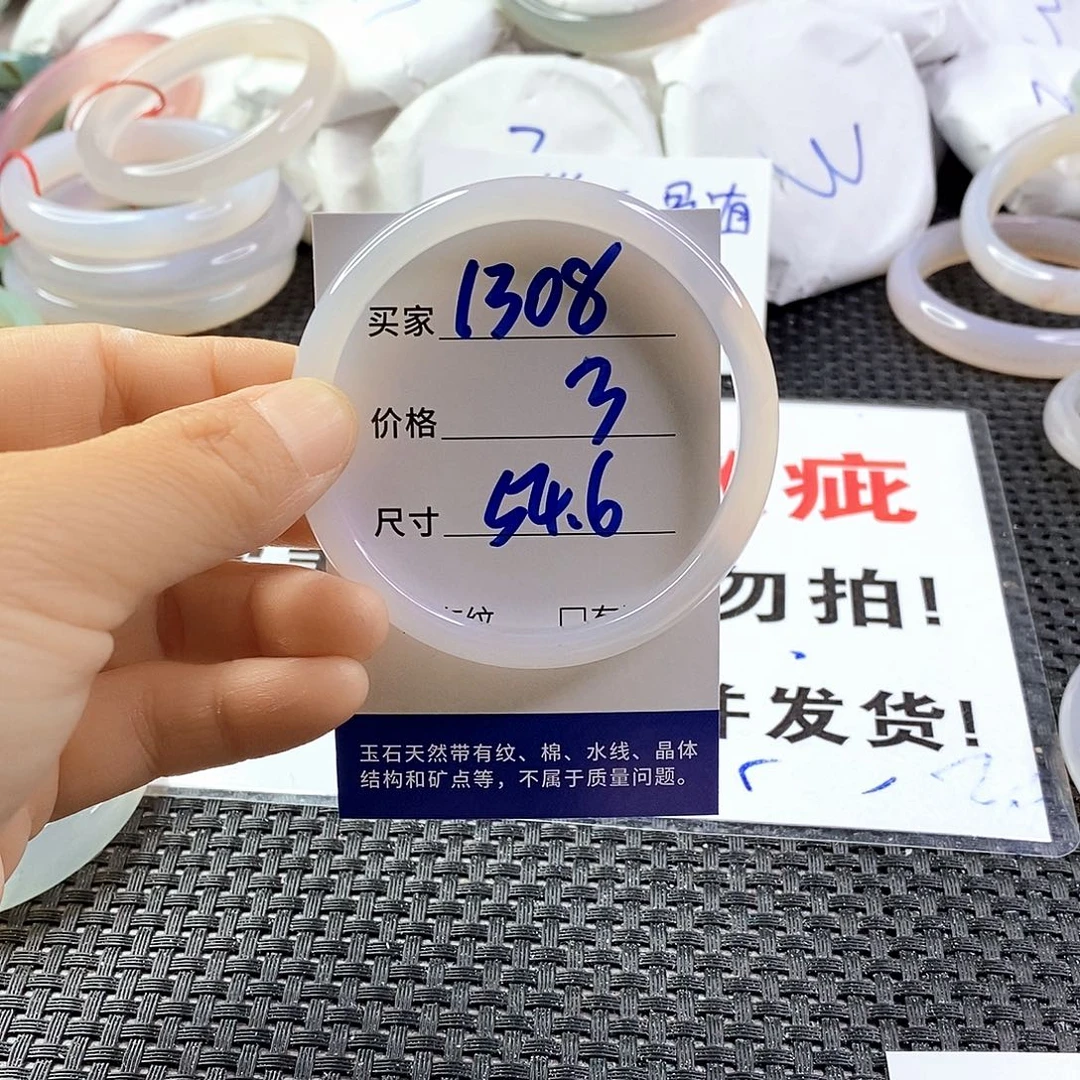 买家 1308
价格 3
尺寸 54.6
纹
玉石天然带有纹、棉、水线、晶体
结构和矿点等，不属于质量问题。
疵
勿拍！
并发货！